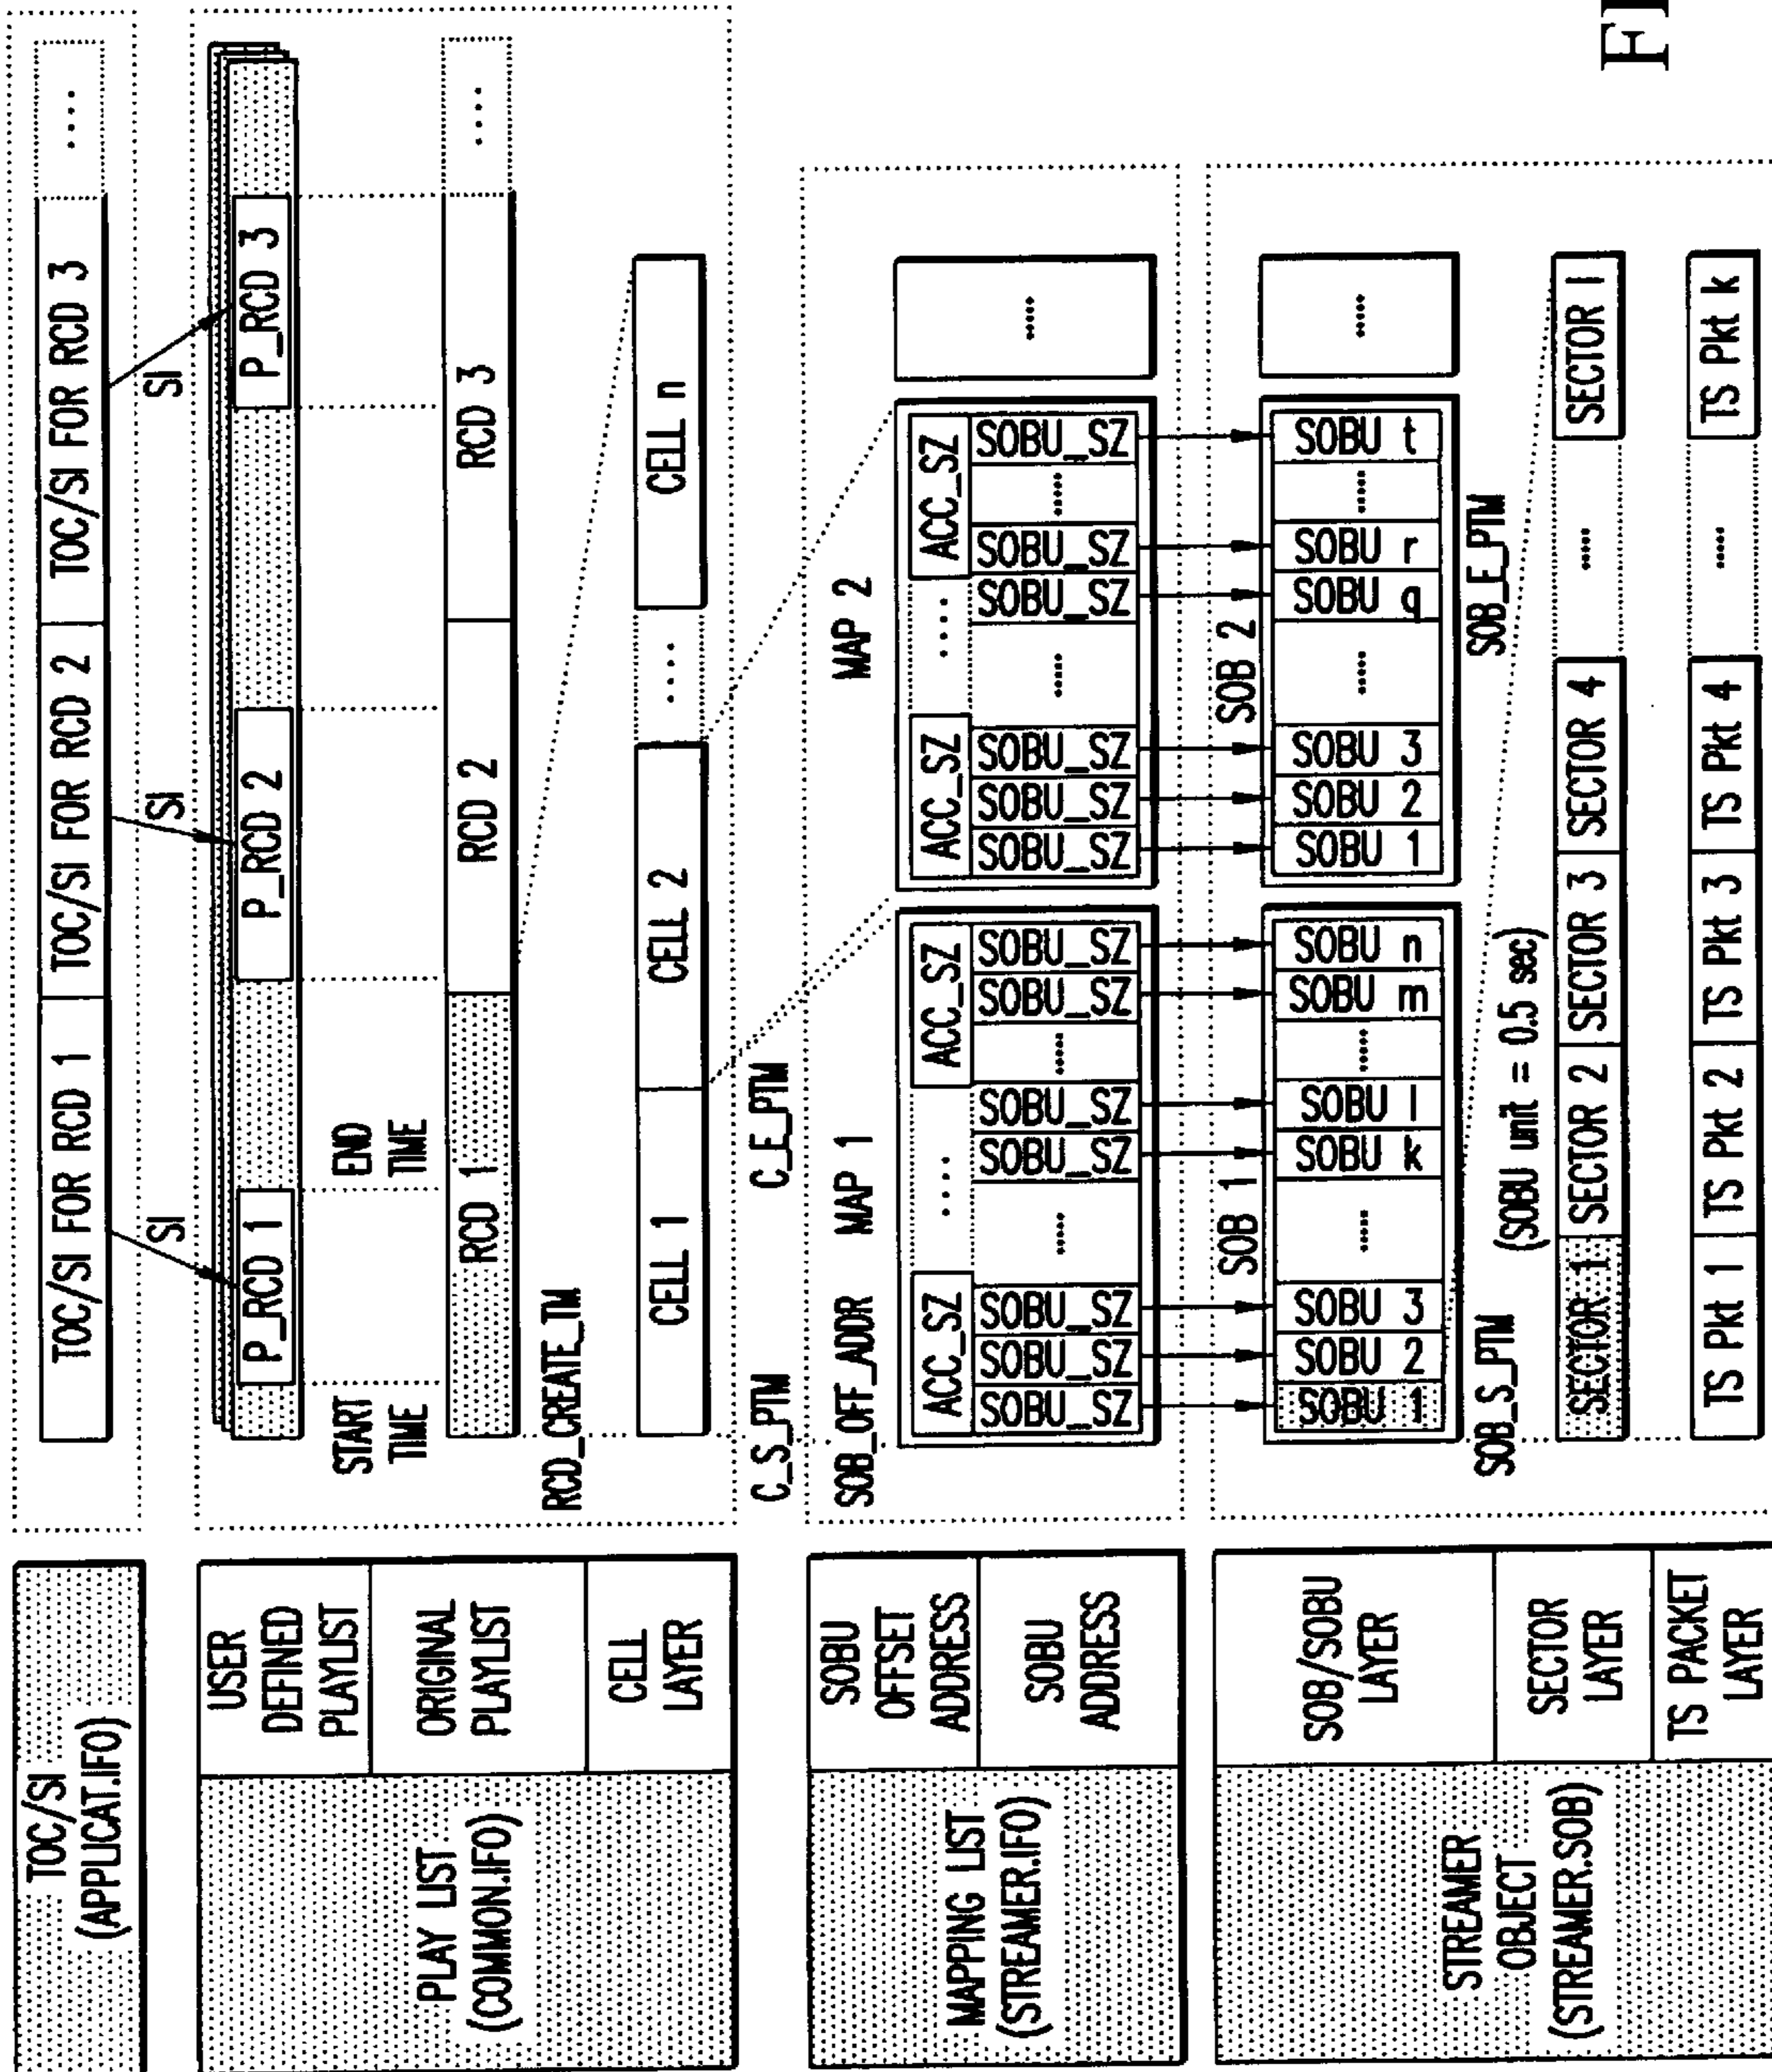 TOC/SI
(APPLICAT.IFO)
TOC/SI FOR RCD 1
TOC/SI FOR RCD 2
TOC/SI FOR RCD 3
....
SI
SI
SI
PLAY LIST
(COMMON.IFO)
USER
DEFINED
PLAYLIST
P_RCD 1
P_RCD 2
P_RCD 3
START
TIME
END
TIME
ORIGINAL
PLAYLIST
RCD 1
RCD 2
RCD 3
....
RCD_CREATE_TM
CELL
LAYER
CELL 1
CELL 2
....
CELL n
C_S_PTM
C_E_PTM
MAPPING LIST
(STREAMER.IFO)
SOBU
OFFSET
ADDRESS
SOBU
ADDRESS
SOB_OFF_ADDR
MAP 1
MAP 2
ACC_SZ
....
ACC_SZ
ACC_SZ
....
ACC_SZ
.....
SOBU_SZ
SOBU_SZ
SOBU_SZ
.....
SOBU_SZ
SOBU_SZ
.....
SOBU_SZ
SOBU_SZ
SOBU_SZ
SOBU_SZ
SOBU_SZ
.....
SOBU_SZ
SOBU_SZ
.....
SOBU_SZ
STREAMER
OBJECT
(STREAMER.SOB)
SOB/SOBU
LAYER
SOB 1
SOB 2
SOBU 1
SOBU 2
SOBU 3
.....
SOBU k
SOBU l
.....
SOBU m
SOBU n
SOBU 1
SOBU 2
SOBU 3
.....
SOBU q
SOBU r
.....
SOBU t
.....
SOB_S_PTM
(SOBU unit = 0.5 sec)
SOB_E_PTM
SECTOR
LAYER
SECTOR 1
SECTOR 2
SECTOR 3
SECTOR 4
.....
SECTOR l
TS PACKET
LAYER
TS Pkt 1
TS Pkt 2
TS Pkt 3
TS Pkt 4
.....
TS Pkt k